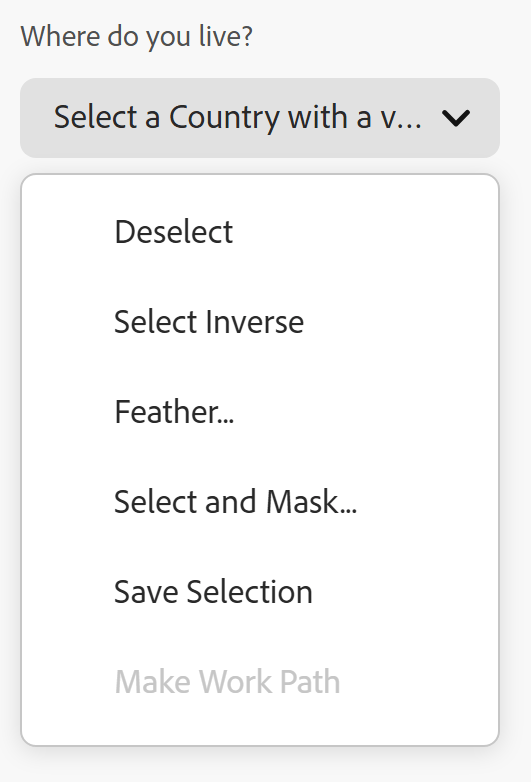 Where do you live?
Select a Country with a v...
Deselect
Select Inverse
Feather...
Select and Mask...
Save Selection
Make Work Path